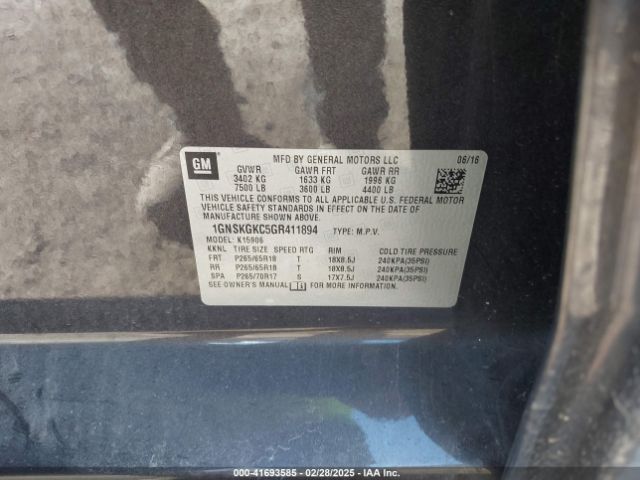 GM
MFD BY GENERAL MOTORS LLC 06/16
GVWR GAWR FRT GAWR RR
3402 KG 1633 KG 1996 KG
7500 LB 3600 LB 4400 LB
THIS VEHICLE CONFORMS TO ALL APPLICABLE U.S. FEDERAL MOTOR
VEHICLE SAFETY STANDARDS IN EFFECT ON THE DATE OF
MANUFACTURE SHOWN ABOVE.
1GNSKGKC5GR411894 TYPE: M.P.V.
MODEL: K15906
KKNL TIRE SIZE SPEED RTG RIM COLD TIRE PRESSURE
FRT P265/65R18 T 18X8.5J 240KPA(35PSI)
RR P265/65R18 T 18X8.5J 240KPA(35PSI)
SPA P265/70R17 S 17X7.5J 240KPA(35PSI)
SEE OWNER'S MANUAL FOR MORE INFORMATION.
000-41693585 - 02/28/2025 - IAA Inc.